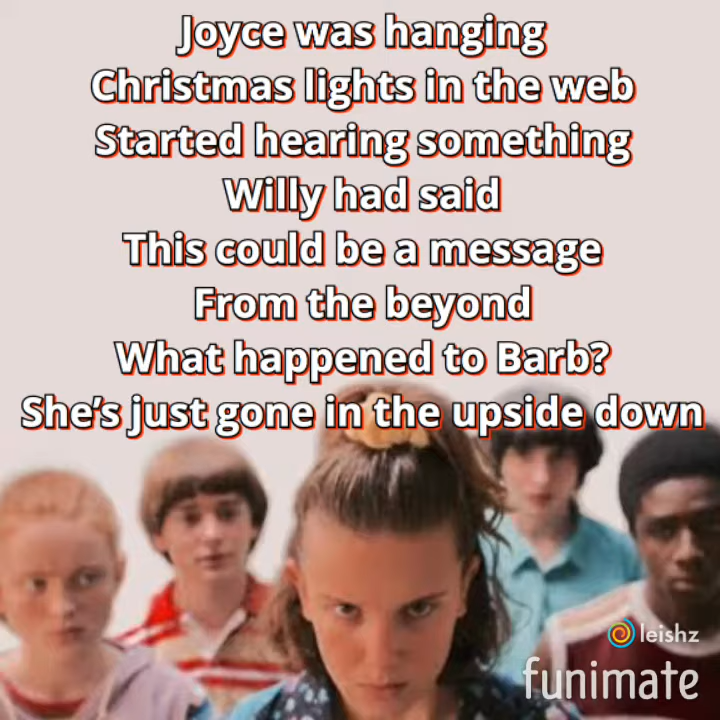 Joyce was hanging
Christmas lights in the web
Started hearing something
Willy had said
This could be a message
From the beyond
What happened to Barb?
She's just gone in the upside down
leishz
funimate